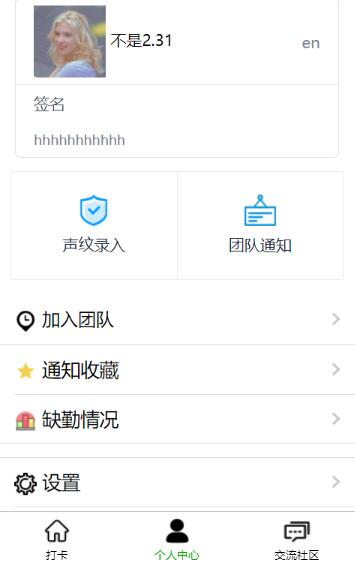 不是2.31
en
签名
hhhhhhhhhhh
声纹录入
团队通知
加入团队
通知收藏
缺勤情况
设置
打卡
个人中心
交流社区